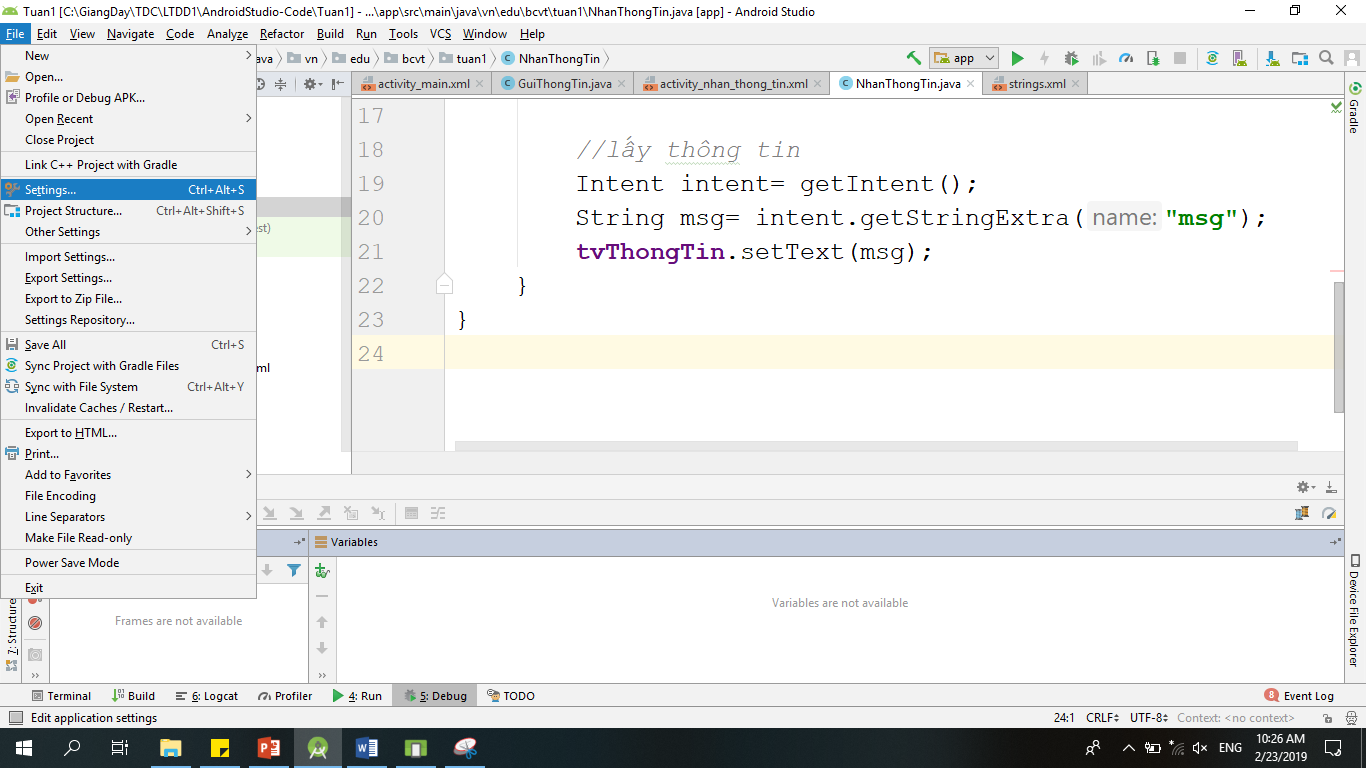 Tuan1 [C:\GiangDay\TDC\LTDD1\AndroidStudio-Code\Tuan1] - ...\app\src\main\java\vn\edu\bcvt\tuan1\NhanThongTin.java [app] - Android Studio
File Edit View Navigate Code Analyze Refactor Build Run Tools VCS Window Help
ava vn edu bcvt tuan1 NhanThongTin app
activity_main.xml GuiThongTin.java activity_nhan_thong_tin.xml NhanThongTin.java strings.xml
New
Open...
Profile or Debug APK...
Open Recent
Close Project
Link C++ Project with Gradle
Settings... Ctrl+Alt+S
Project Structure... Ctrl+Alt+Shift+S
Other Settings
Import Settings...
Export Settings...
Export to Zip File...
Settings Repository...
Save All Ctrl+S
Sync Project with Gradle Files
Sync with File System Ctrl+Alt+Y
Invalidate Caches / Restart...
Export to HTML...
Print...
Add to Favorites
File Encoding
Line Separators
Make File Read-only
Power Save Mode
Exit
est)
ml
17
18 //lấy thông tin
19 Intent intent= getIntent();
20 String msg= intent.getStringExtra( name: "msg");
21 tvThongTin.setText(msg);
22 }
23 }
24
Gradle
Device File Explorer
7: Structure
Variables
Frames are not available
Variables are not available
Terminal Build 6: Logcat Profiler 4: Run 5: Debug TODO 8 Event Log
Edit application settings 24:1 CRLF UTF-8 Context: <no context>
ENG
10:26 AM
2/23/2019